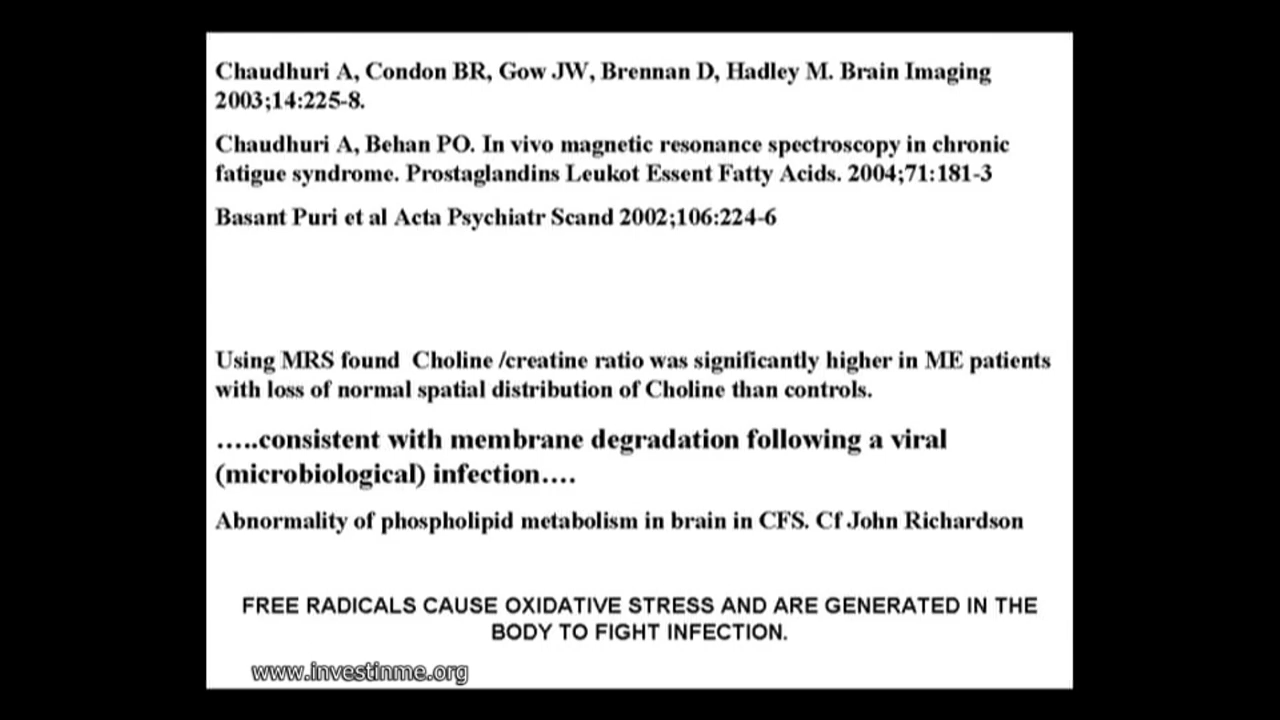 Chaudhuri A, Condon BR, Gow JW, Brennan D, Hadley M. Brain Imaging
2003;14:225-8.
Chaudhuri A, Behan PO. In vivo magnetic resonance spectroscopy in chronic
fatigue syndrome. Prostaglandins Leukot Essent Fatty Acids. 2004;71:181-3
Basant Puri et al Acta Psychiatr Scand 2002;106:224-6
Using MRS found Choline /creatine ratio was significantly higher in ME patients
with loss of normal spatial distribution of Choline than controls.
…..consistent with membrane degradation following a viral
(microbiological) infection….
Abnormality of phospholipid metabolism in brain in CFS. Cf John Richardson
FREE RADICALS CAUSE OXIDATIVE STRESS AND ARE GENERATED IN THE
BODY TO FIGHT INFECTION.
www.investinme.org